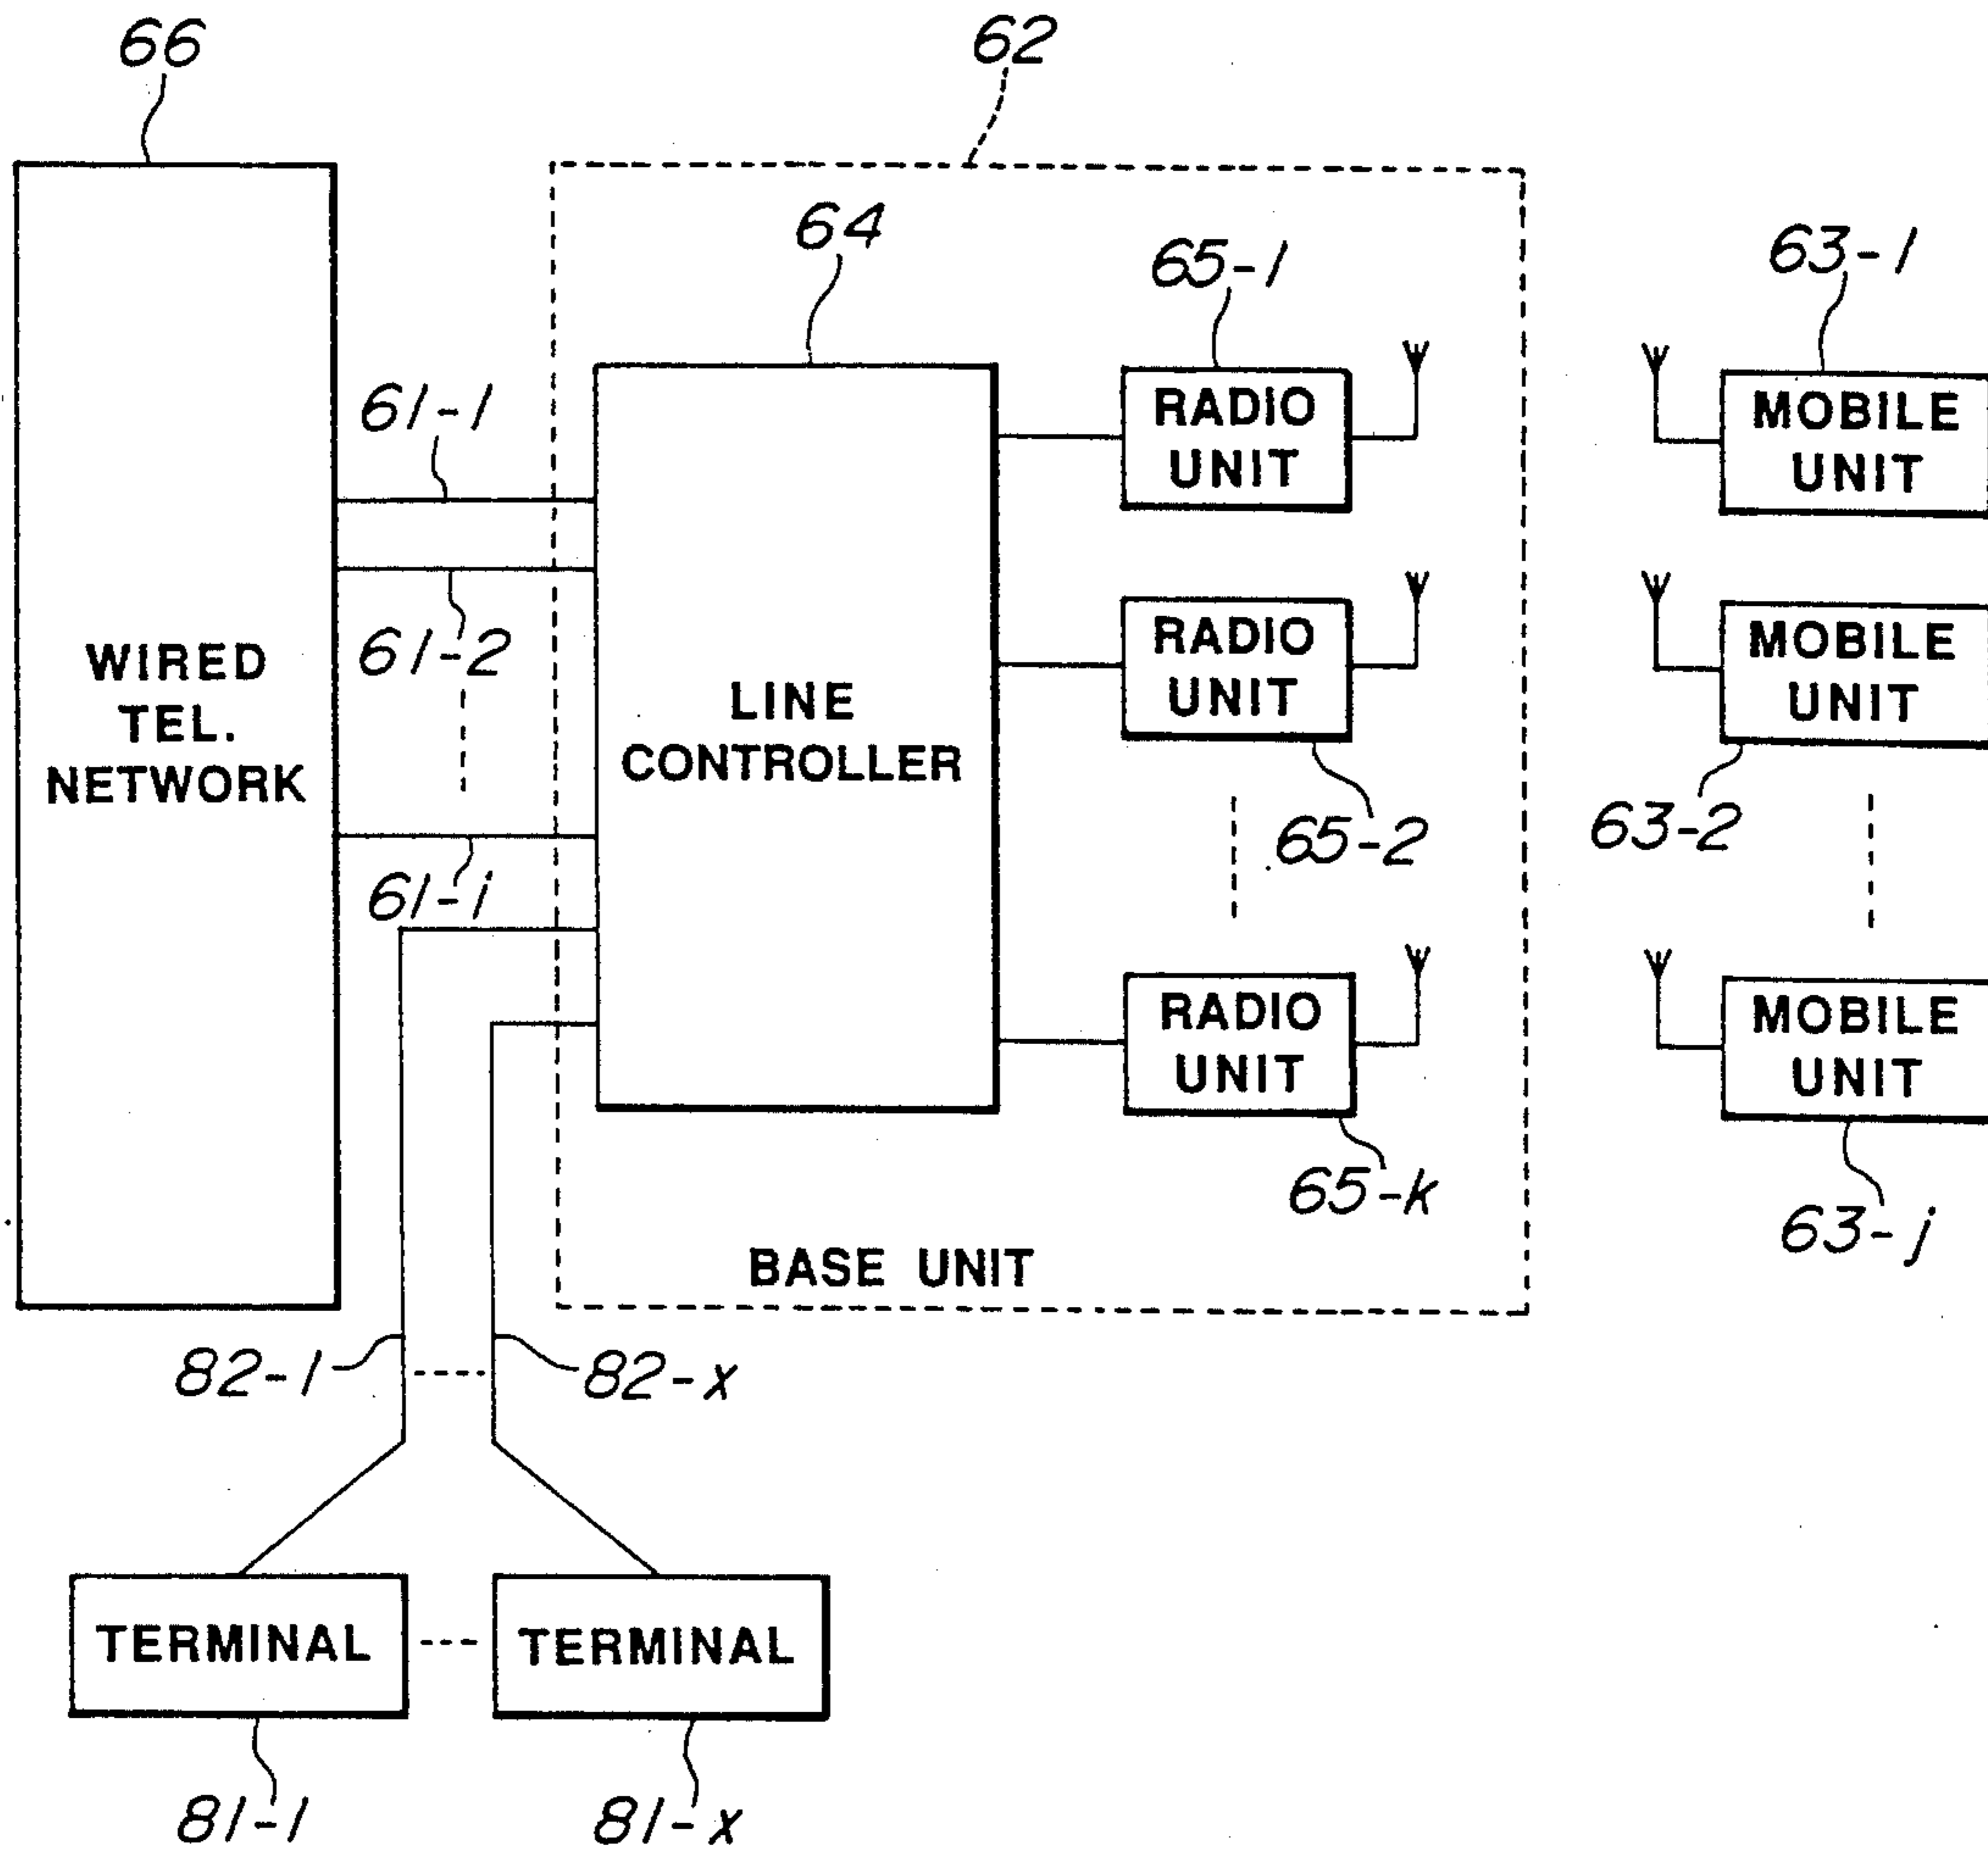 66
62
64
65-1
63-1
61-1
RADIO
UNIT
MOBILE
UNIT
61-2
WIRED
TEL.
NETWORK
LINE
CONTROLLER
RADIO
UNIT
MOBILE
UNIT
65-2
63-2
61-i
RADIO
UNIT
MOBILE
UNIT
65-k
63-j
BASE UNIT
82-1
82-x
TERMINAL
TERMINAL
81-1
81-x